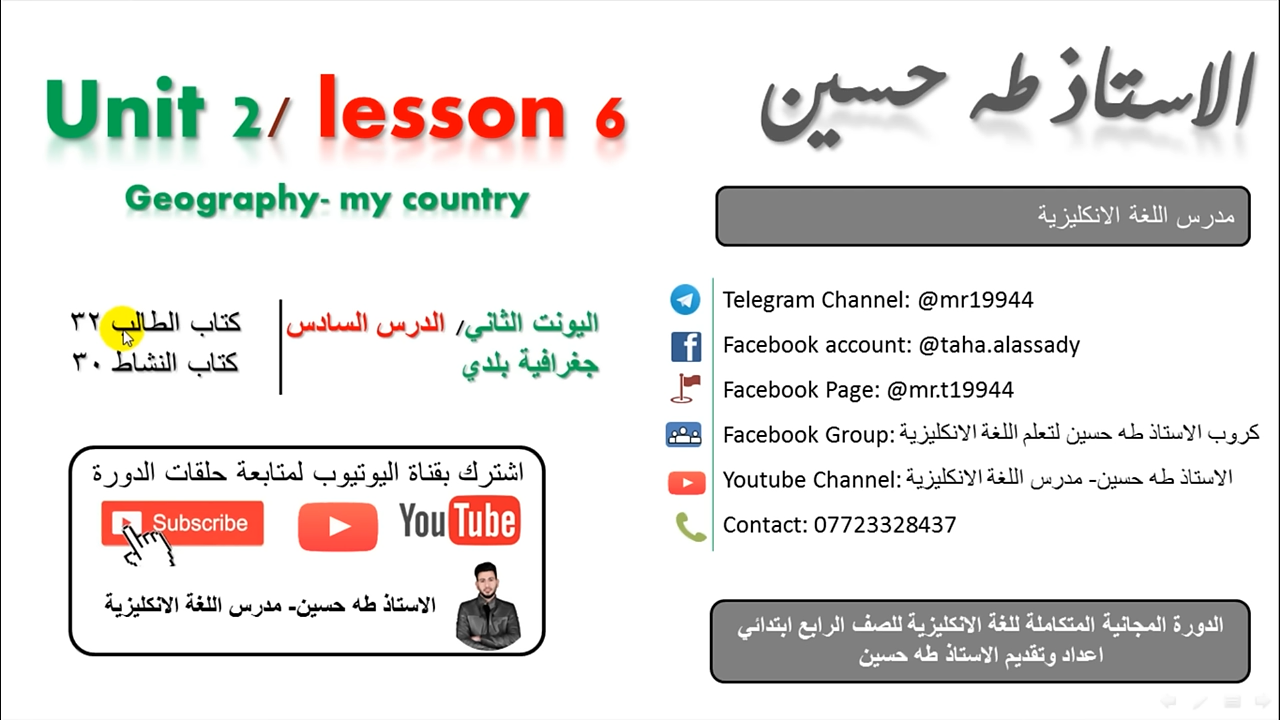 Unit 2/ lesson 6
Geography- my country
اليونت الثاني/ الدرس السادس
جغرافية بلدي
كتاب الطالب ٣٢
كتاب النشاط ٣٠
اشترك بقناة اليوتيوب لمتابعة حلقات الدورة
Subscribe
YouTube
الاستاذ طه حسين- مدرس اللغة الانكليزية
الاستاذ طه حسين
مدرس اللغة الانكليزية
Telegram Channel: @mr19944
Facebook account: @taha.alassady
Facebook Page: @mr.t19944
Facebook Group: كروب الاستاذ طه حسين لتعلم اللغة الانكليزية
Youtube Channel: الاستاذ طه حسين- مدرس اللغة الانكليزية
Contact: 07723328437
الدورة المجانية المتكاملة للغة الانكليزية للصف الرابع ابتدائي
اعداد وتقديم الاستاذ طه حسين